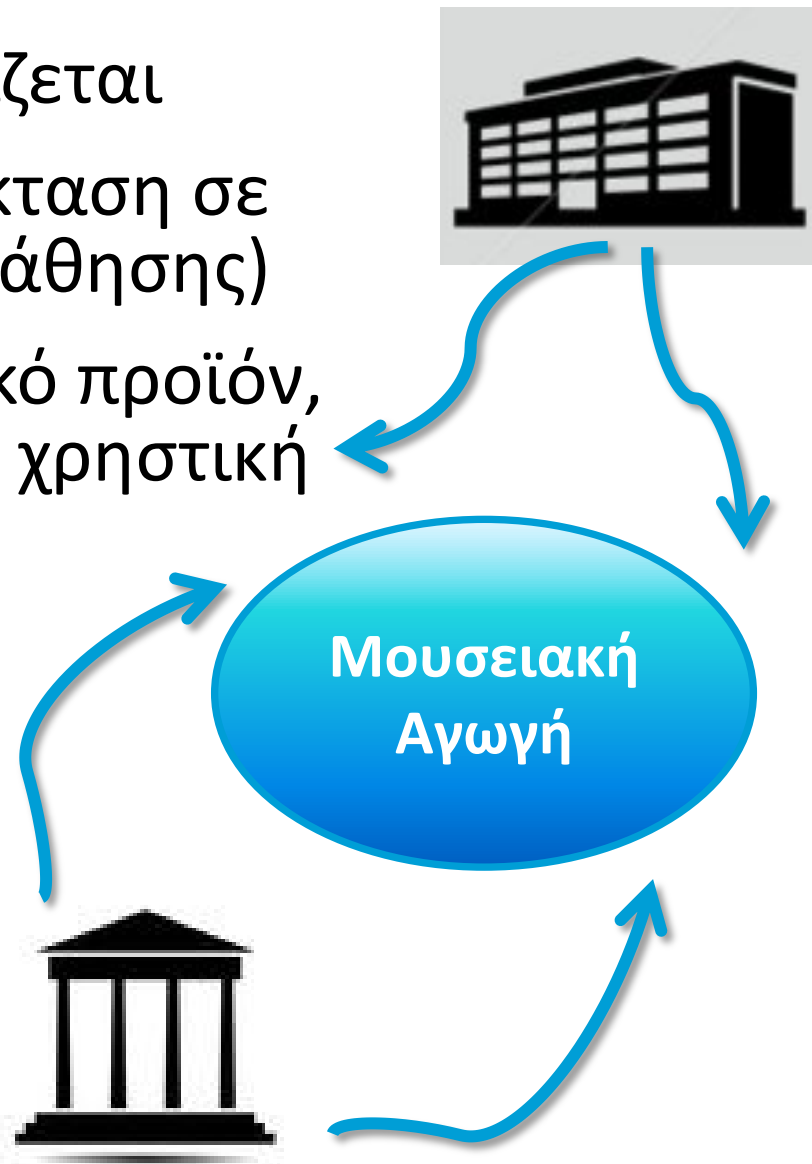 ζεται
κταση σε
άθησης)
κό προϊόν,
χρηστική
Μουσειακή
Αγωγή